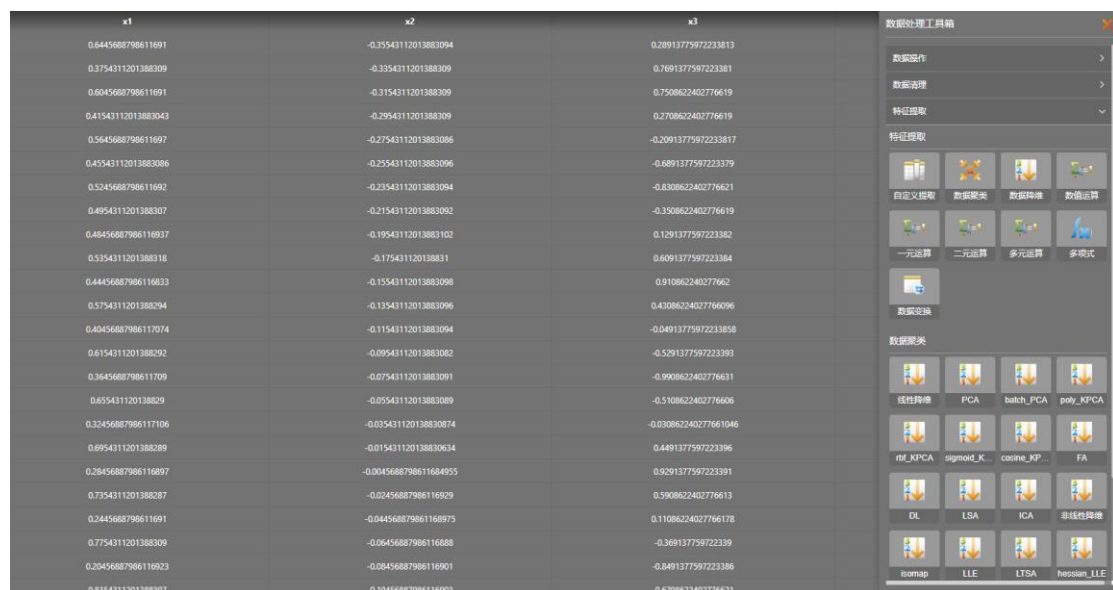 x1 x2 x3
0.6445688798611691 -0.35543112013883094 0.28913775972233813
0.3754311201388309 -0.3354311201388309 0.7691377597223381
0.6045688798611691 -0.3154311201388309 0.7508622402776619
0.41543112013883043 -0.2954311201388309 0.2708622402776619
0.5645688798611697 -0.27543112013883086 -0.20913775972233817
0.45543112013883086 -0.25543112013883096 -0.6891377597223379
0.5245688798611692 -0.23543112013883094 -0.8308622402776621
0.4954311201388307 -0.21543112013883092 -0.3508622402776619
0.48456887986116937 -0.19543112013883102 0.1291377597223382
0.5354311201388318 -0.175431120138831 0.6091377597223384
0.44456887986116833 -0.15543112013883098 0.910862240277662
0.5754311201388294 -0.13543112013883096 0.43086224027766096
0.40456887986117074 -0.11543112013883094 -0.04913775972233858
0.6154311201388292 -0.09543112013883082 -0.5291377597223393
0.3645688798611709 -0.07543112013883091 -0.9908622402776631
0.655431120138829 -0.05543112013883089 -0.5108622402776606
0.32456887986117106 -0.035431120138830874 -0.030862240277661046
0.6954311201388289 -0.015431120138830634 0.4491377597223396
0.28456887986116897 -0.0045688798611684955 0.9291377597223391
0.7354311201388287 -0.02456887986116929 0.5908622402776613
0.2445688798611691 -0.044568879861168975 0.11086224027766178
0.7754311201388309 -0.06456887986116888 -0.369137759722339
0.20456887986116923 -0.08456887986116901 -0.8491377597223386
数据处理工具箱
数据操作
数据清理
特征提取
特征提取
自定义提取 数据聚类 数据降维 数值运算
一元运算 二元运算 多元运算 多项式
数据变换
数据聚类
线性降维 PCA batch_PCA poly_KPCA
rbf_KPCA sigmoid_K... cosine_KP... FA
DL LSA ICA 非线性降维
isomap LLE LTSA hessian_LLE